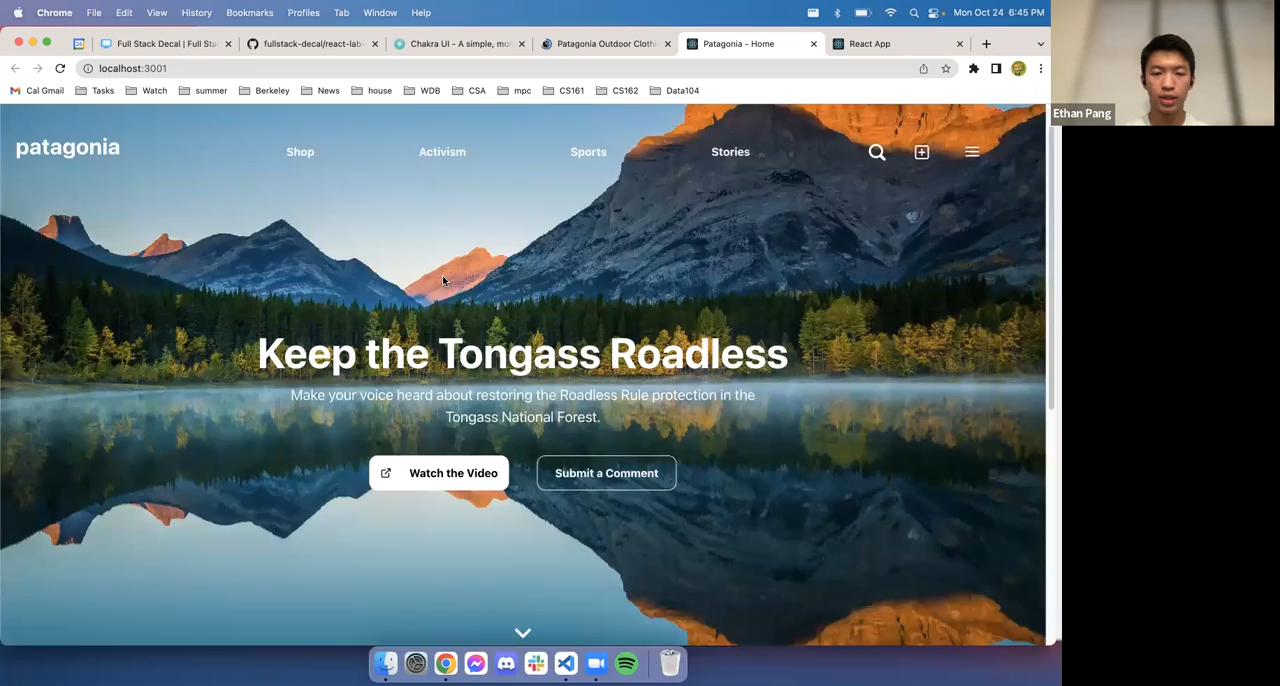 Chrome File Edit View History Bookmarks Profiles Tab Window Help Mon Oct 24 6:45 PM
Full Stack Decal | Full Sta fullstack-decal/react-lab- Chakra UI - A simple, mo Patagonia Outdoor Clothi Patagonia - Home React App
localhost:3001
Cal Gmail Tasks Watch summer Berkeley News house WDB CSA mpc CS161 CS162 Data104
Ethan Pang
patagonia Shop Activism Sports Stories
Keep the Tongass Roadless
Make your voice heard about restoring the Roadless Rule protection in the
Tongass National Forest.
Watch the Video Submit a Comment